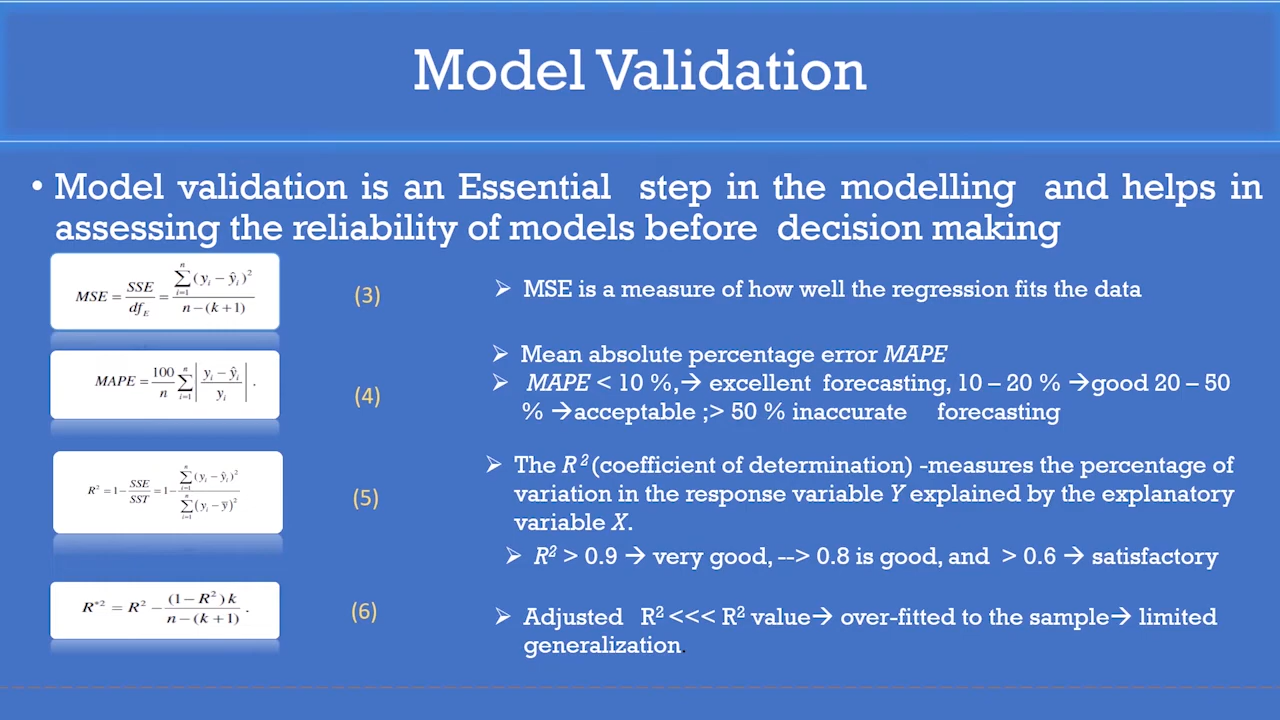 Model Validation
• Model validation is an Essential step in the modelling and helps in
assessing the reliability of models before decision making
MSE = SSE / df_E = ∑_{i=1}^{n} (y_i − ŷ_i)² / n − (k + 1)
(3)
➢ MSE is a measure of how well the regression fits the data
MAPE = 100/n ∑_{i=1}^{n} | y_i − ŷ_i / y_i | .
(4)
➢ Mean absolute percentage error MAPE
➢ MAPE < 10 %,→ excellent forecasting, 10 – 20 % →good 20 – 50
% →acceptable ;> 50 % inaccurate forecasting
R² = 1 − SSE / SST = 1 − ∑_{i=1}^{n} (y_i − ŷ_i)² / ∑_{i=1}^{n} (y_i − y̅)²
(5)
➢ The R ² (coefficient of determination) -measures the percentage of
variation in the response variable Y explained by the explanatory
variable X.
➢ R² > 0.9 → very good, --> 0.8 is good, and > 0.6 → satisfactory
R*² = R² − (1 − R²) k / n − (k + 1) .
(6)
➢ Adjusted R² <<< R² value→ over-fitted to the sample→ limited
generalization.